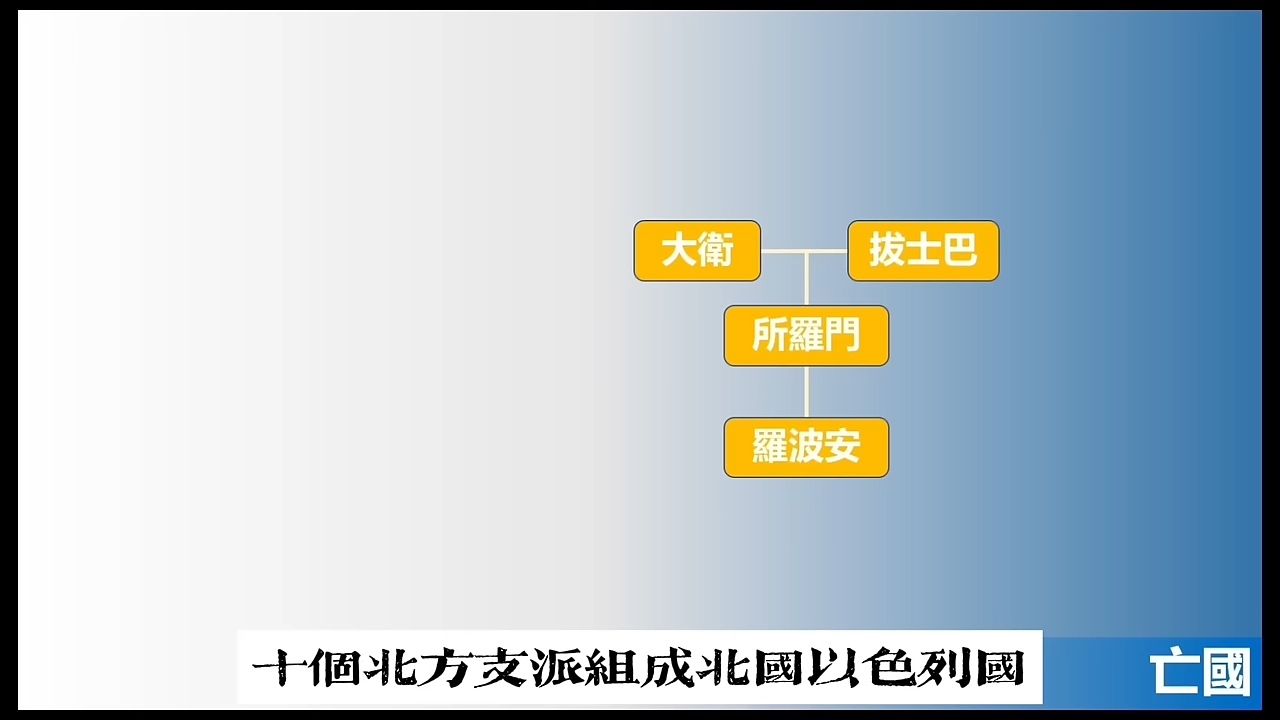 大衛 拔士巴
所羅門
羅波安
十個北方支派組成北國以色列國
亡國